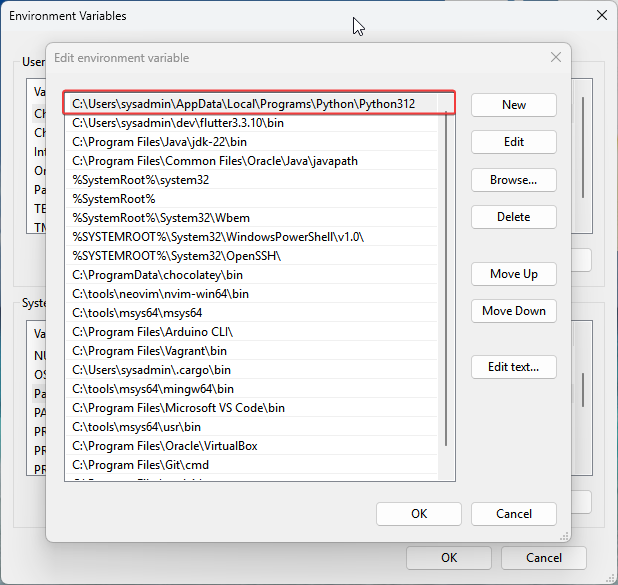 Environment Variables
Edit environment variable
User
Va
C:\Users\sysadmin\AppData\Local\Programs\Python\Python312
New
Ch
C:\Users\sysadmin\dev\flutter3.3.10\bin
Ch
C:\Program Files\Java\jdk-22\bin
Edit
Int
C:\Program Files\Common Files\Oracle\Java\javapath
Or
%SystemRoot%\system32
Browse...
Pa
%SystemRoot%
TE
%SystemRoot%\System32\Wbem
Delete
TM
%SYSTEMROOT%\System32\WindowsPowerShell\v1.0\
%SYSTEMROOT%\System32\OpenSSH\
C:\ProgramData\chocolatey\bin
Move Up
C:\tools\neovim\nvim-win64\bin
Syste
C:\tools\msys64\msys64
Move Down
Va
C:\Program Files\Arduino CLI\
NU
C:\Program Files\Vagrant\bin
OS
C:\Users\sysadmin\.cargo\bin
Edit text...
Pa
C:\tools\msys64\mingw64\bin
PA
C:\Program Files\Microsoft VS Code\bin
PR
C:\tools\msys64\usr\bin
PR
C:\Program Files\Oracle\VirtualBox
PR
C:\Program Files\Git\cmd
OK
Cancel
OK
Cancel